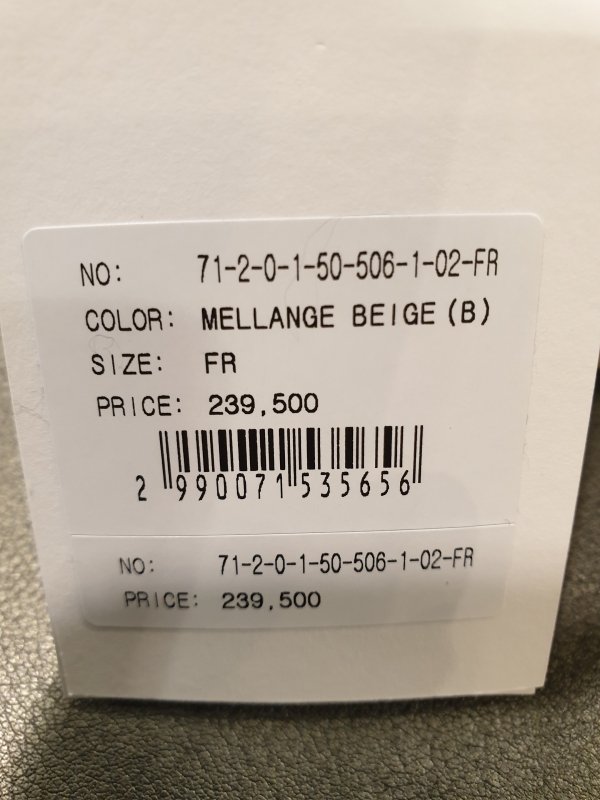 NO: 71-2-0-1-50-506-1-02-FR
COLOR: MELLANGE BEIGE(B)
SIZE: FR
PRICE: 239,500
2 990071 535656
NO: 71-2-0-1-50-506-1-02-FR
PRICE: 239,500